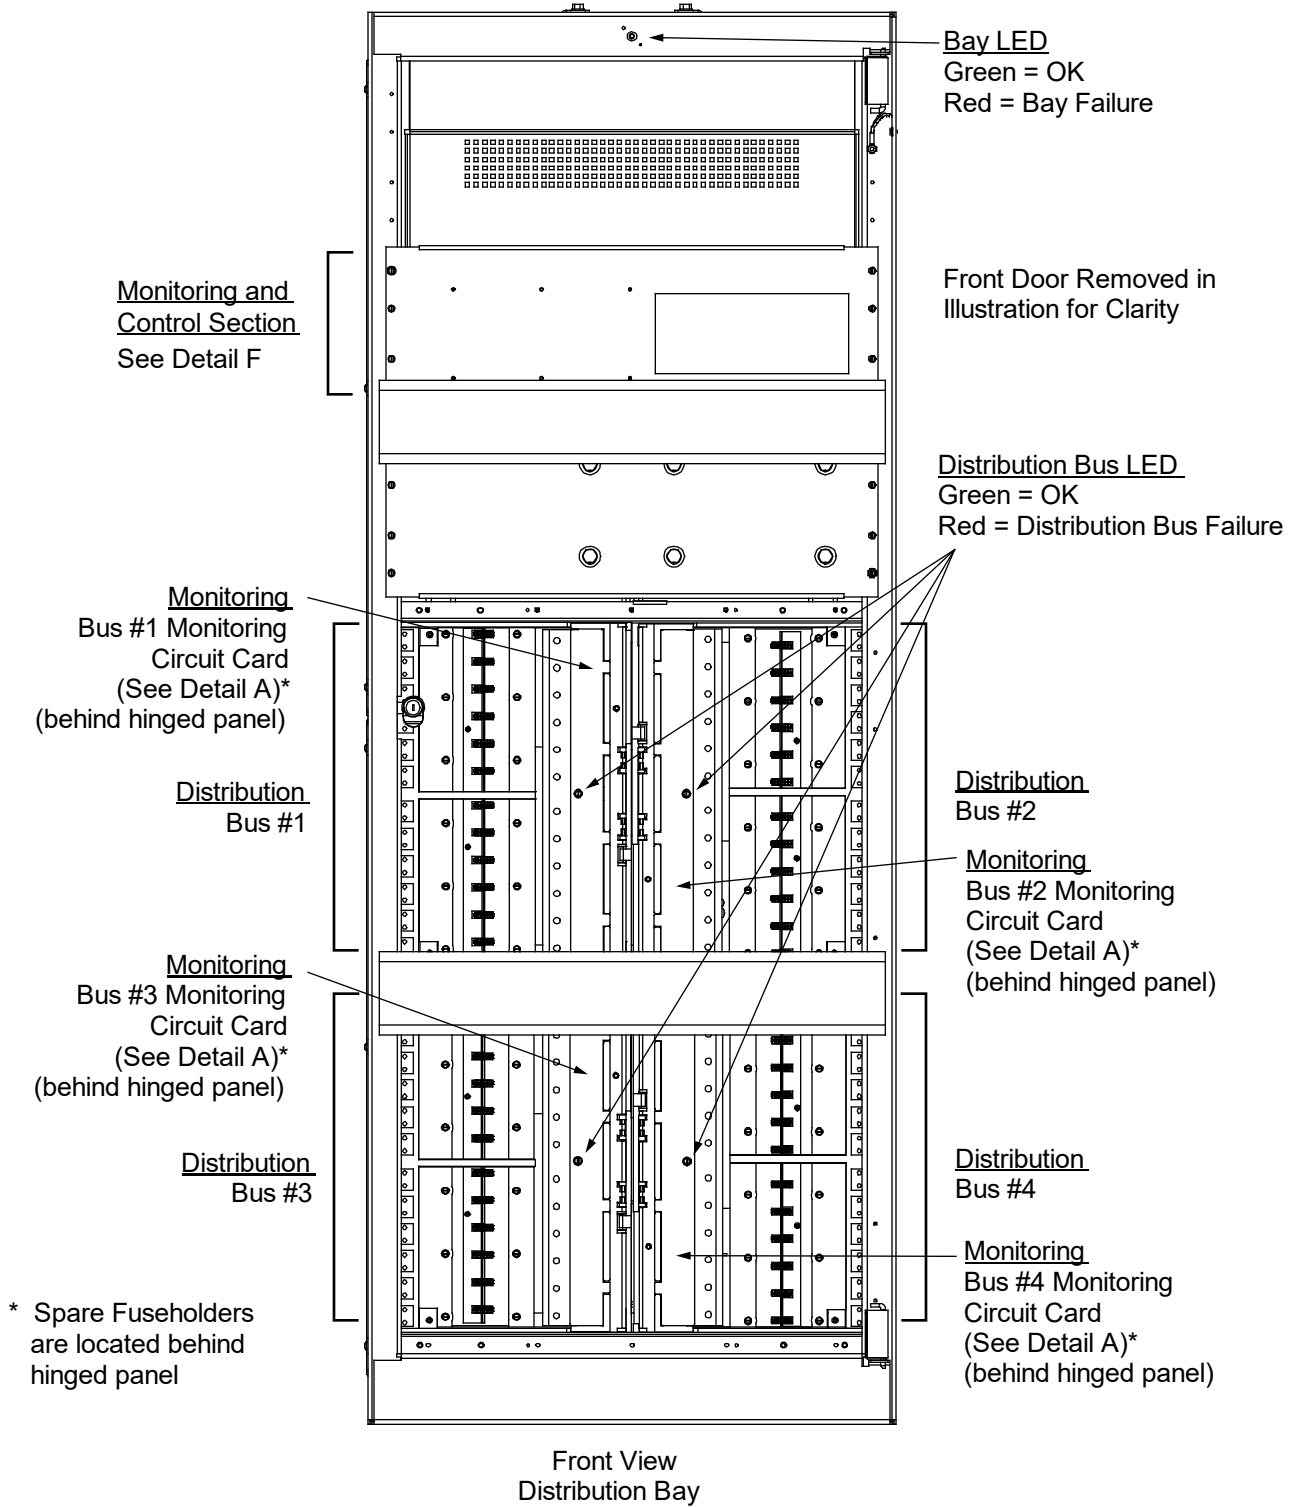 Bay LED
Green = OK
Red = Bay Failure
Monitoring and
Control Section
See Detail F
Front Door Removed in
Illustration for Clarity
Distribution Bus LED
Green = OK
Red = Distribution Bus Failure
Monitoring
Bus #1 Monitoring
Circuit Card
(See Detail A)*
(behind hinged panel)
Distribution
Bus #1
Distribution
Bus #2
Monitoring
Bus #2 Monitoring
Circuit Card
(See Detail A)*
(behind hinged panel)
Monitoring
Bus #3 Monitoring
Circuit Card
(See Detail A)*
(behind hinged panel)
Distribution
Bus #3
Distribution
Bus #4
Monitoring
Bus #4 Monitoring
Circuit Card
(See Detail A)*
(behind hinged panel)
* Spare Fuseholders
are located behind
hinged panel
Front View
Distribution Bay